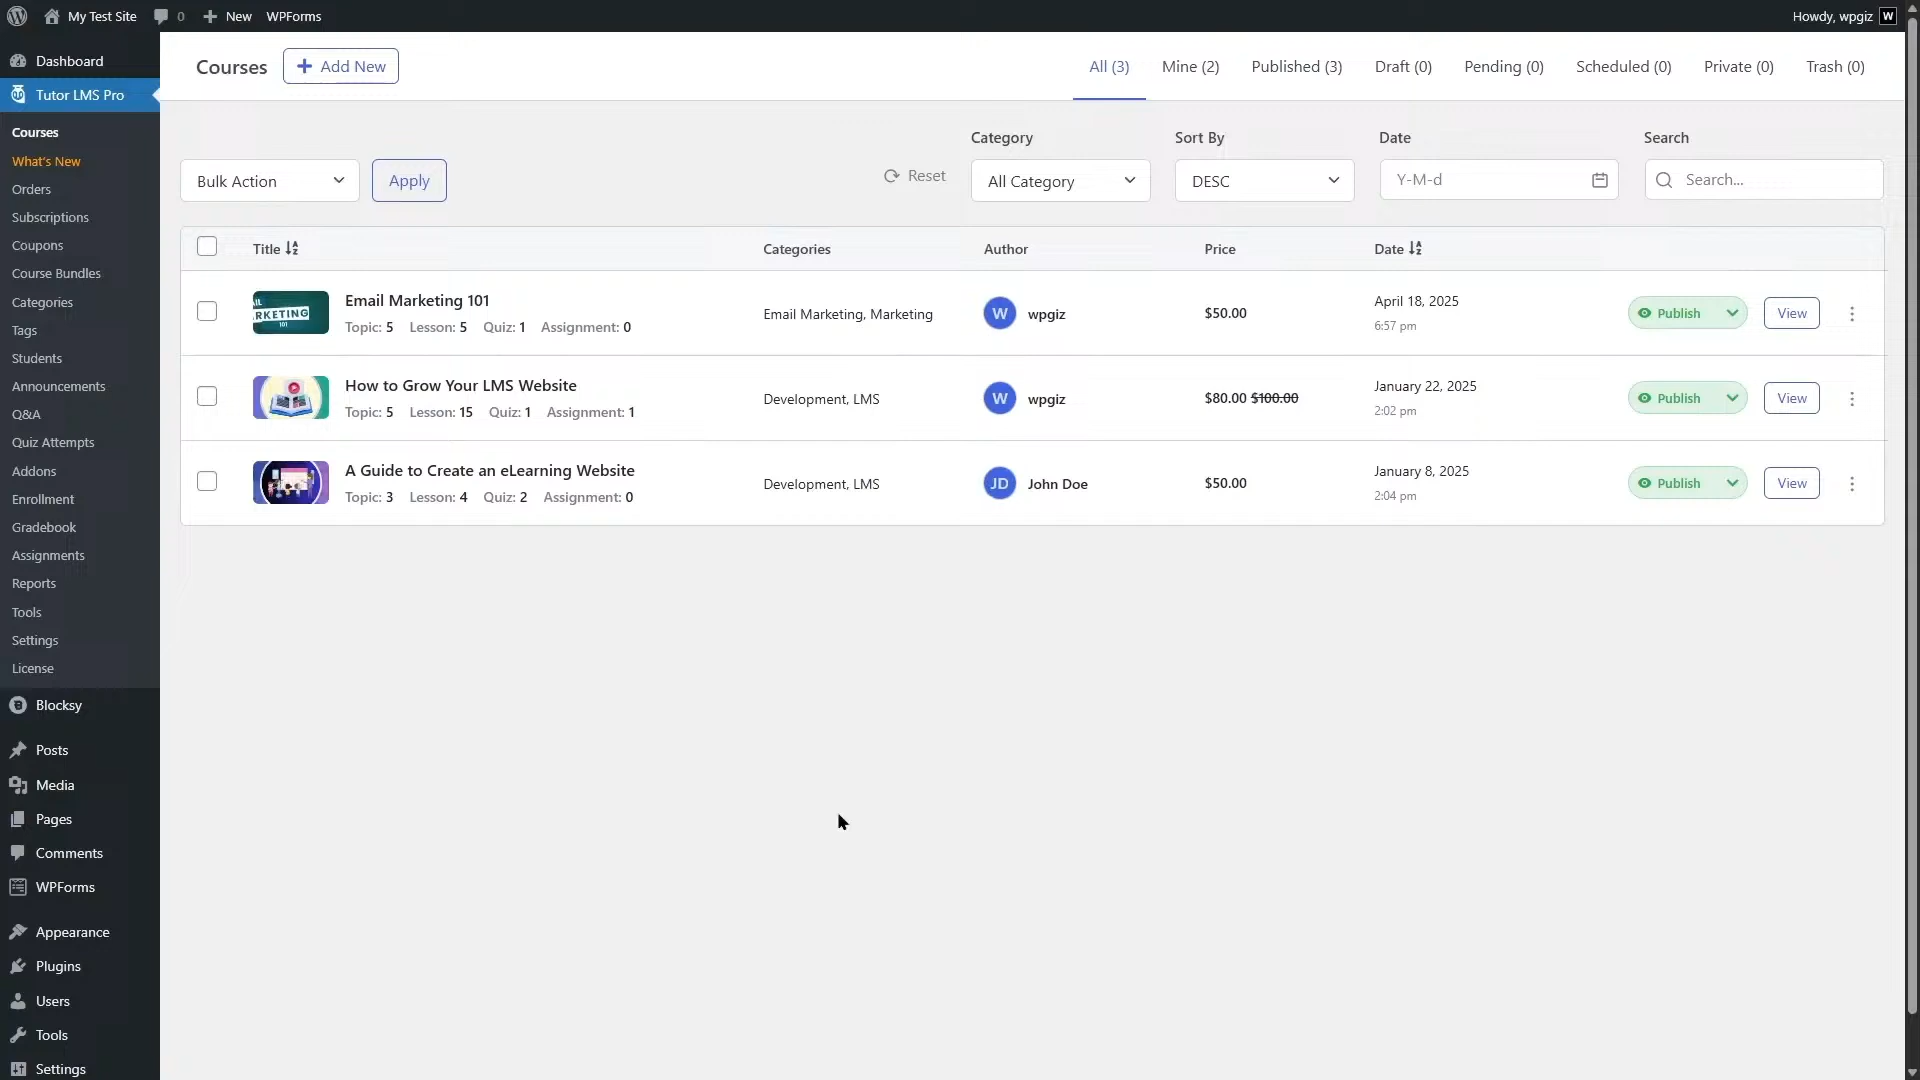 My Test Site
0
New
WPForms
Howdy, wpgiz
W
Dashboard
Tutor LMS Pro
Courses
What's New
Orders
Subscriptions
Coupons
Course Bundles
Categories
Tags
Students
Announcements
Q&A
Quiz Attempts
Addons
Enrollment
Gradebook
Assignments
Reports
Tools
Settings
License
Blocksy
Posts
Media
Pages
Comments
WPForms
Appearance
Plugins
Users
Tools
Settings
Courses
Add New
All (3)
Mine (2)
Published (3)
Draft (0)
Pending (0)
Scheduled (0)
Private (0)
Trash (0)
Bulk Action
Apply
Reset
Category
All Category
Sort By
DESC
Date
Y-M-d
Search
Search...
Title
Categories
Author
Price
Date
RKETING
101
Email Marketing 101
Topic: 5 Lesson: 5 Quiz: 1 Assignment: 0
Email Marketing, Marketing
W
wpgiz
$50.00
April 18, 2025
6:57 pm
Publish
View
How to Grow Your LMS Website
Topic: 5 Lesson: 15 Quiz: 1 Assignment: 1
Development, LMS
W
wpgiz
$80.00 $100.00
January 22, 2025
2:02 pm
Publish
View
A Guide to Create an eLearning Website
Topic: 3 Lesson: 4 Quiz: 2 Assignment: 0
Development, LMS
JD
John Doe
$50.00
January 8, 2025
2:04 pm
Publish
View